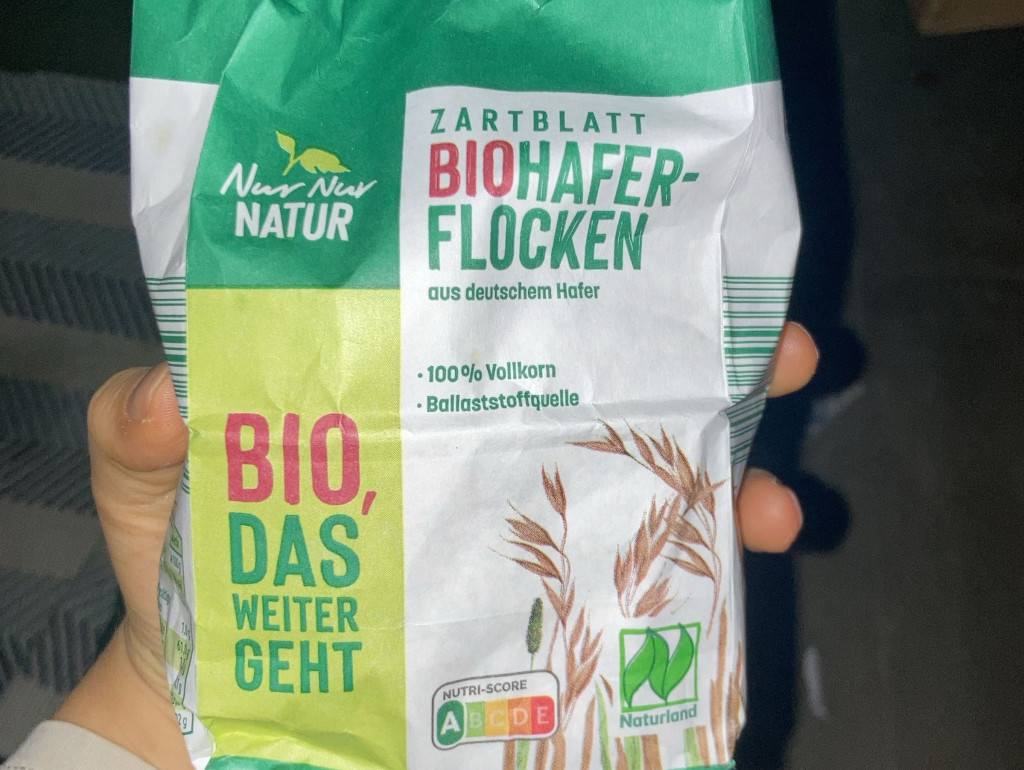 Nur Nur
NATUR
ZARTBLATT
BIOHAFER-
FLOCKEN
aus deutschem Hafer
• 100% Vollkorn
• Ballaststoffquelle
BIO,
DAS
WEITER
GEHT
NUTRI-SCORE
A B C D E
Naturland